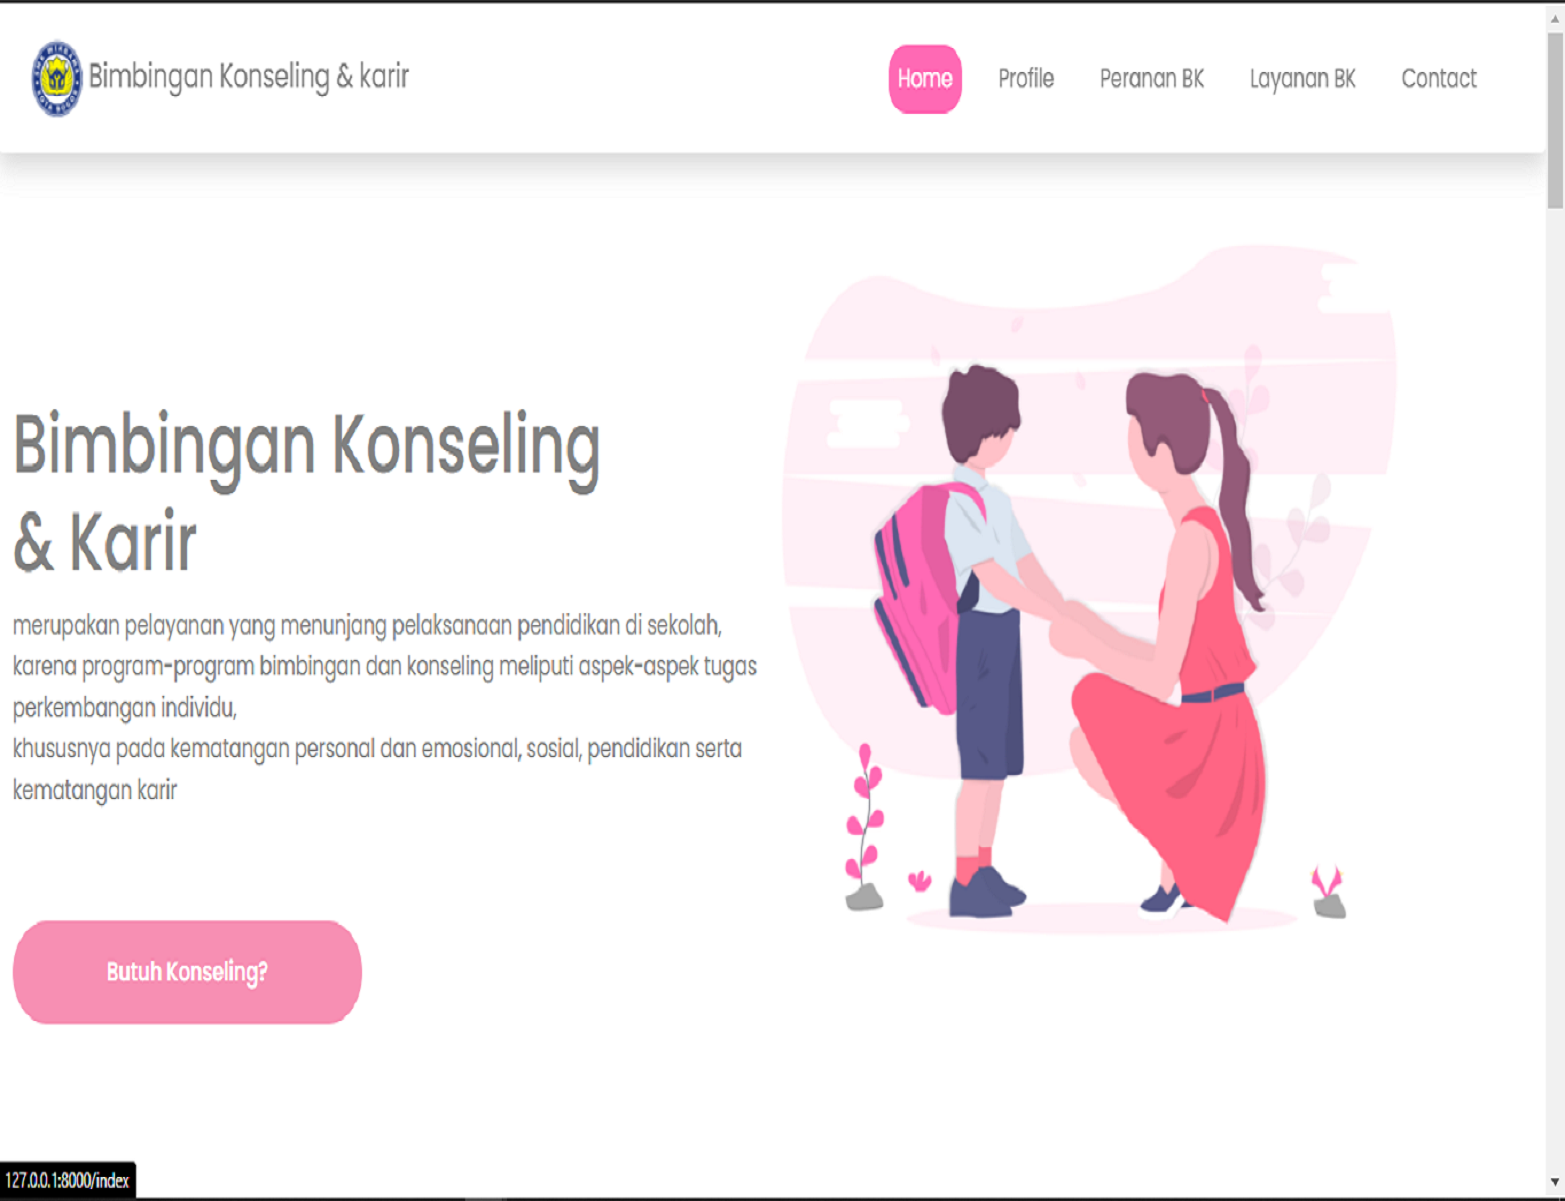 Bimbingan Konseling & karir
Home Profile Peranan BK Layanan BK Contact
Bimbingan Konseling
& Karir
merupakan pelayanan yang menunjang pelaksanaan pendidikan di sekolah,
karena program-program bimbingan dan konseling meliputi aspek-aspek tugas
perkembangan individu,
khususnya pada kematangan personal dan emosional, sosial, pendidikan serta
kematangan karir
Butuh Konseling?
127.0.0.1:8000/index